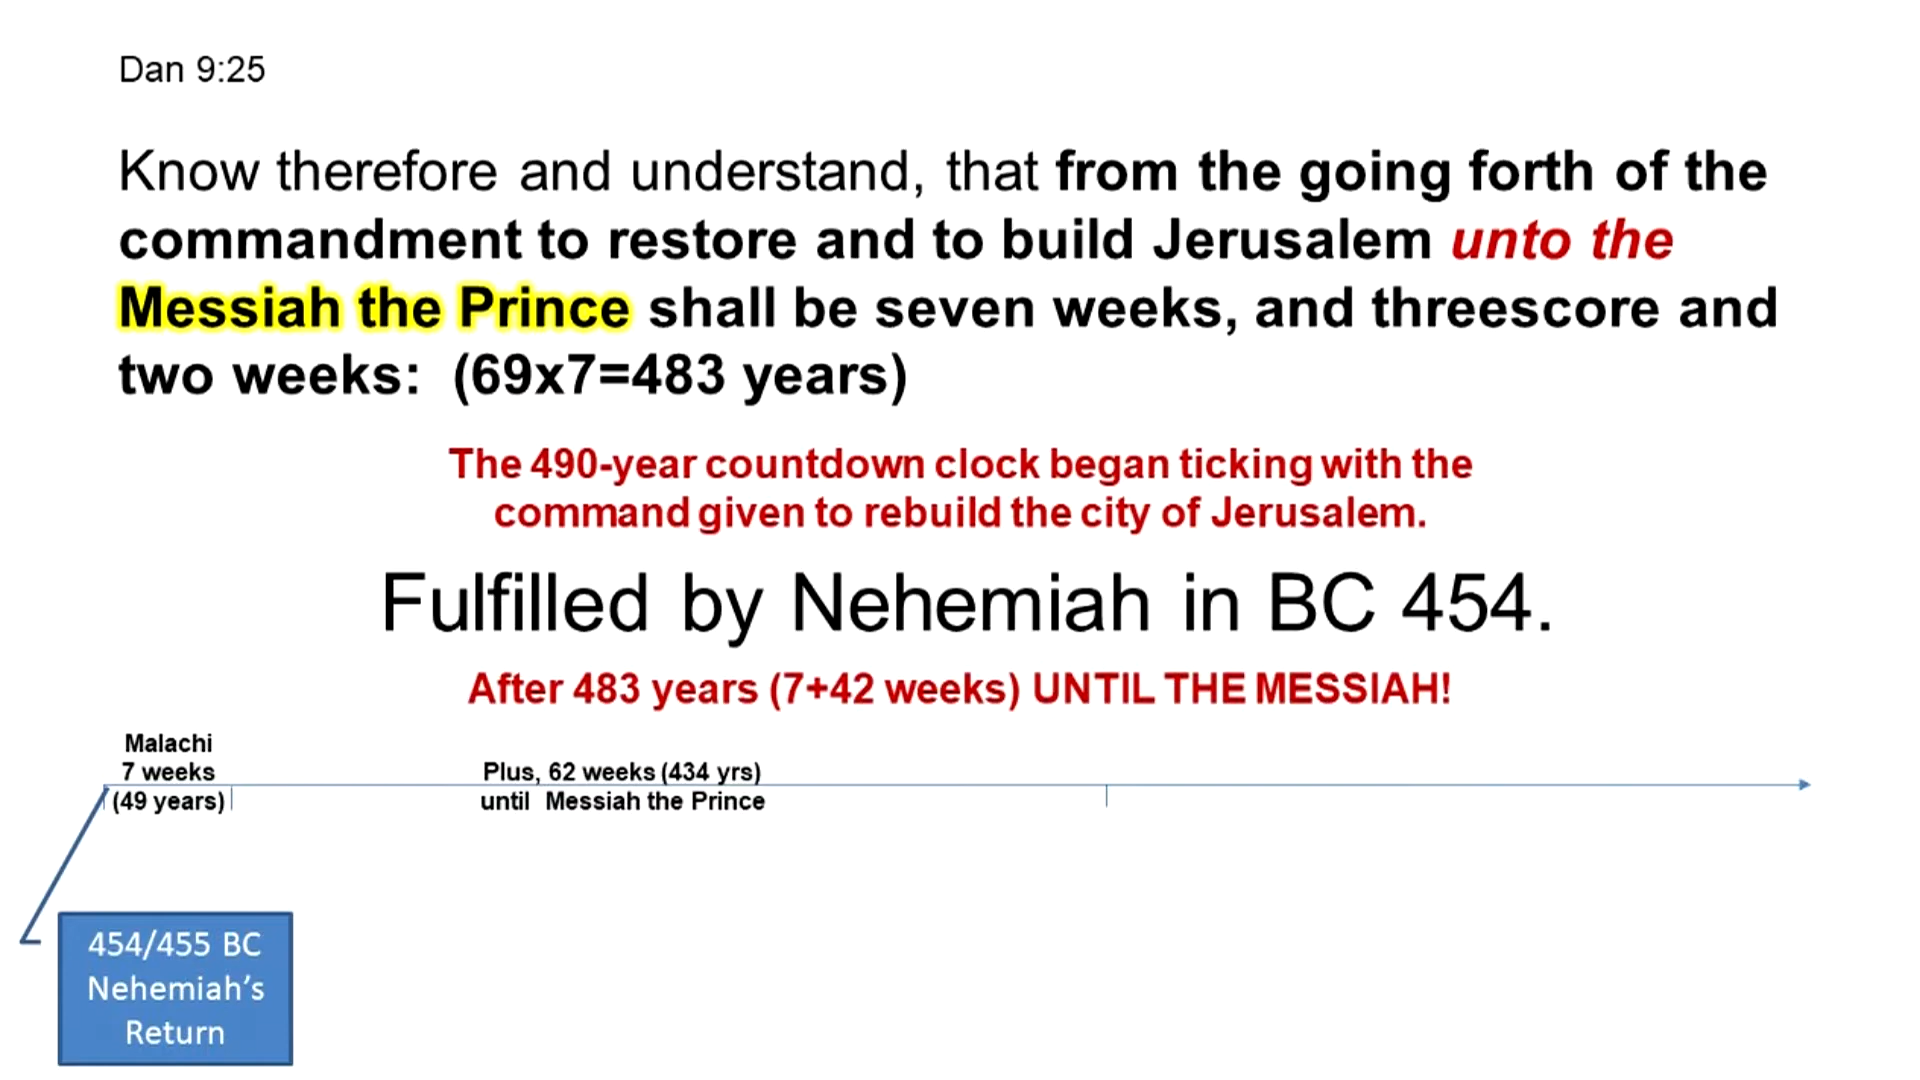 Dan 9:25
Know therefore and understand, that from the going forth of the
commandment to restore and to build Jerusalem unto the
Messiah the Prince shall be seven weeks, and threescore and
two weeks: (69x7=483 years)
The 490-year countdown clock began ticking with the
command given to rebuild the city of Jerusalem.
Fulfilled by Nehemiah in BC 454.
After 483 years (7+42 weeks) UNTIL THE MESSIAH!
Malachi
7 weeks
(49 years)
Plus, 62 weeks (434 yrs)
until Messiah the Prince
454/455 BC
Nehemiah’s
Return